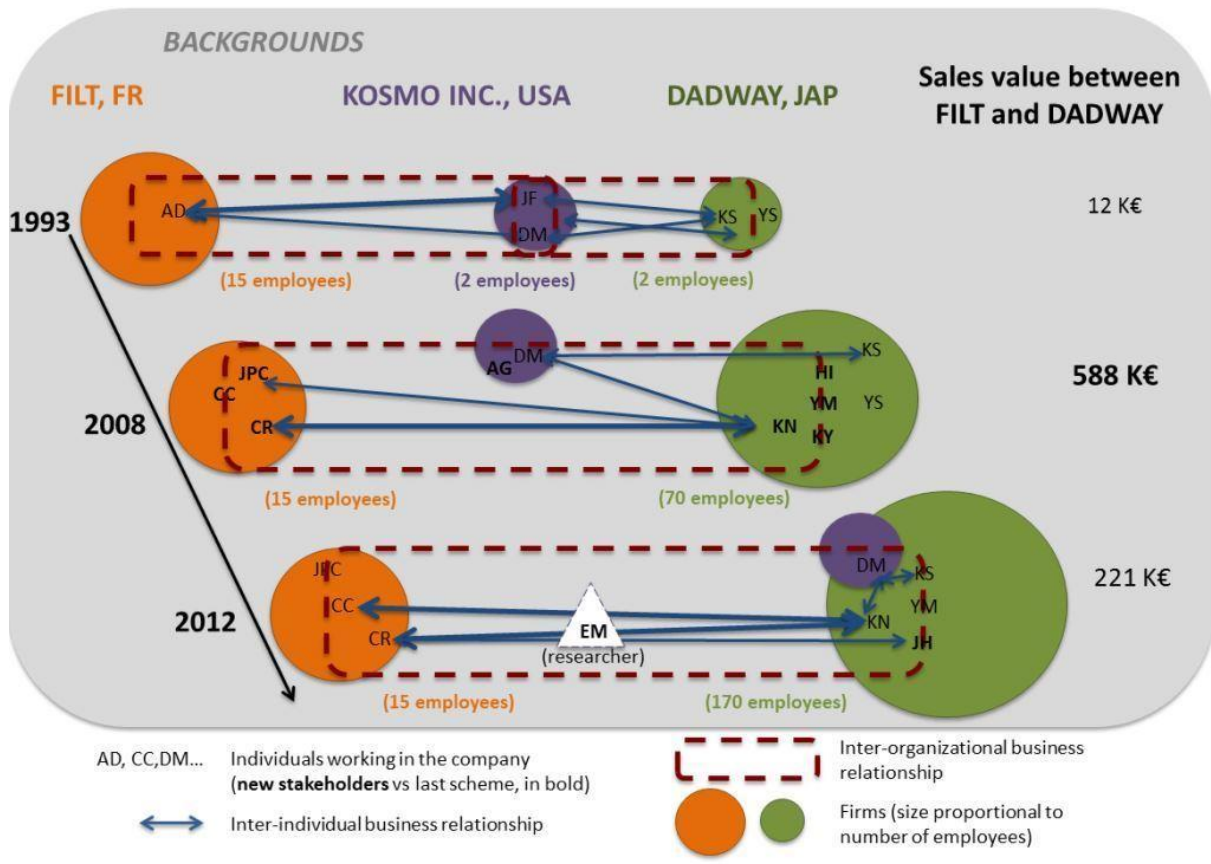 BACKGROUNDS
FILT, FR
KOSMO INC., USA
DADWAY, JAP
Sales value between
FILT and DADWAY
1993
AD
JF
DM
KS
YS
12 K€
(15 employees)
(2 employees)
(2 employees)
2008
JPC
CC
CR
DM
AG
KS
HI
YM
YS
KN
KY
588 K€
(15 employees)
(70 employees)
2012
JPC
CC
CR
EM
(researcher)
DM
KS
YM
KN
JH
221 K€
(15 employees)
(170 employees)
AD, CC,DM... Individuals working in the company
(new stakeholders vs last scheme, in bold)
Inter-individual business relationship
Inter-organizational business
relationship
Firms (size proportional to
number of employees)